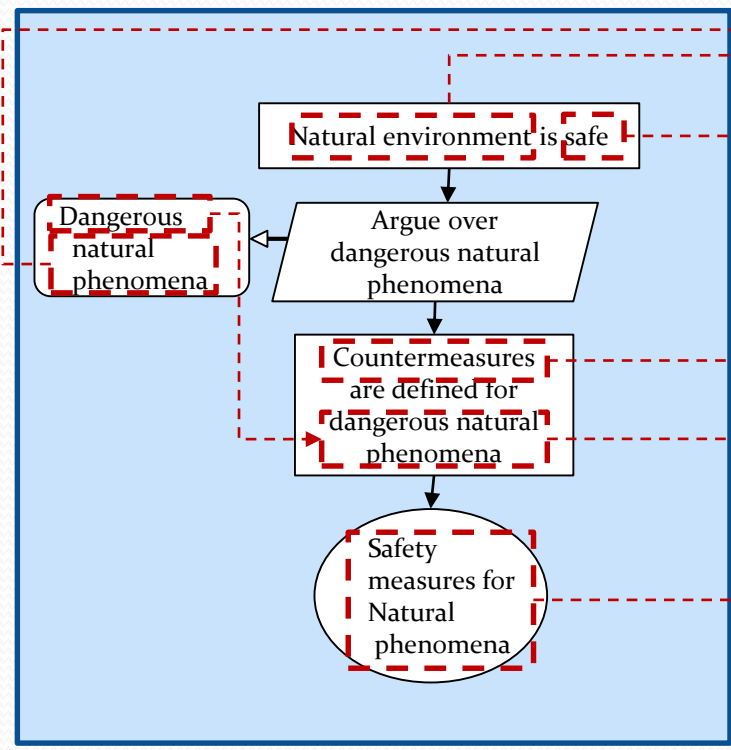 Natural environment is safe
Dangerous
natural
phenomena
Argue over
dangerous natural
phenomena
Countermeasures
are defined for
dangerous natural
phenomena
Safety
measures for
Natural
phenomena